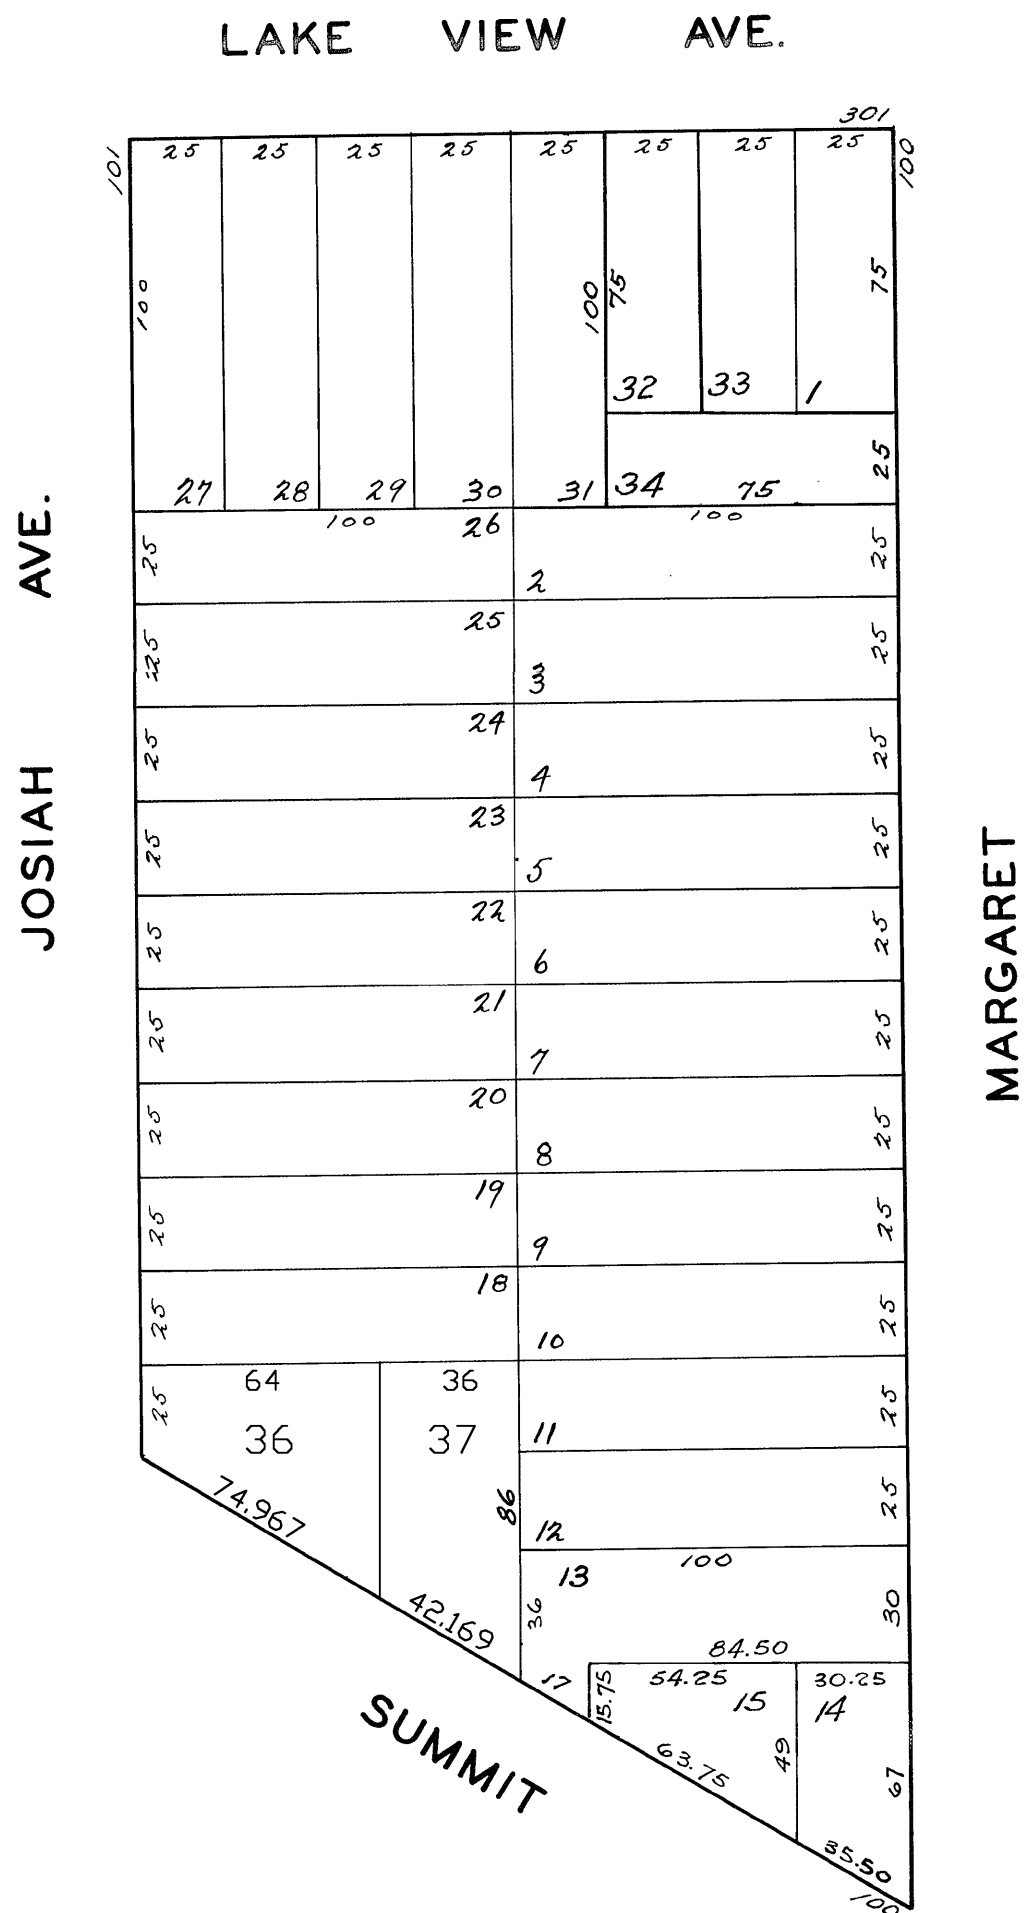 LAKE VIEW AVE.
301
101 25 25 25 25 25 25 25 25 100
100 100 75 75
32 33 1
25
27 28 29 30 31 34 75
100 26 100
25 2 25
25 25 3 25
25 24 4 25
25 23 5 25
25 22 6 25
25 21 7 25
25 20 8 25
25 19 9 25
25 18 10 25
64 36
25 36 37 11 25
74.967 86 12 25
13 100
42.169 36 30
84.50
17 15.75 54.25 30.25
15 14
63.75 49 67
35.50
100
JOSIAH AVE.
MARGARET
SUMMIT